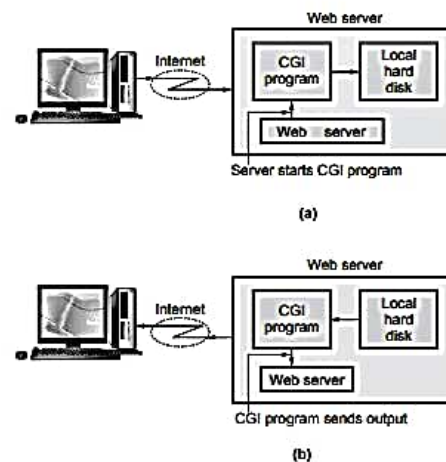 Web server
Internet
CGI
program
Local
hard
disk
Web server
Server starts CGI program
(a)
Web server
Internet
CGI
program
Local
hard
disk
Web server
CGI program sends output
(b)